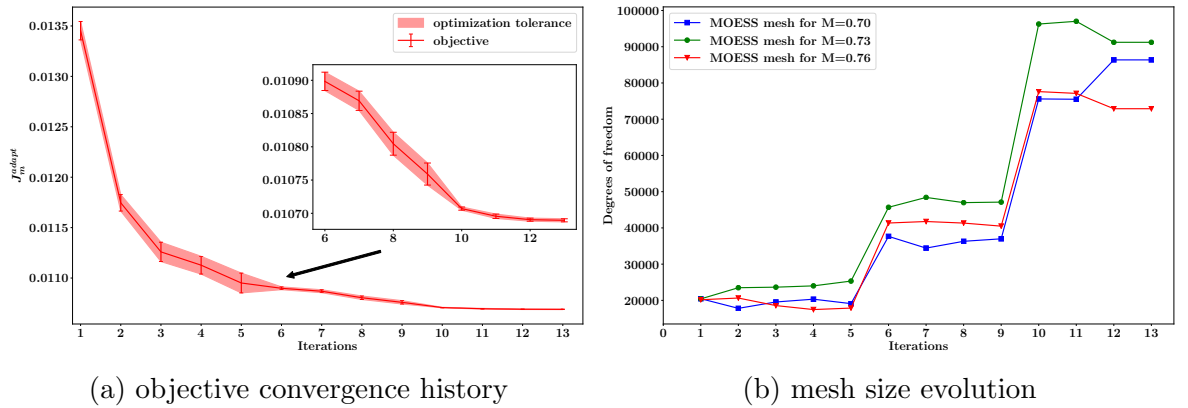 0.0135
0.0130
0.0125
0.0120
0.0115
0.0110
J_m^{adapt}
1 2 3 4 5 6 7 8 9 10 11 12 13
Iterations
optimization tolerance
objective
0.01090
0.01085
0.01080
0.01075
0.01070
6 8 10 12
(a) objective convergence history
100000
90000
80000
70000
60000
50000
40000
30000
20000
Degrees of freedom
0 1 2 3 4 5 6 7 8 9 10 11 12 13
Iterations
MOESS mesh for M=0.70
MOESS mesh for M=0.73
MOESS mesh for M=0.76
(b) mesh size evolution